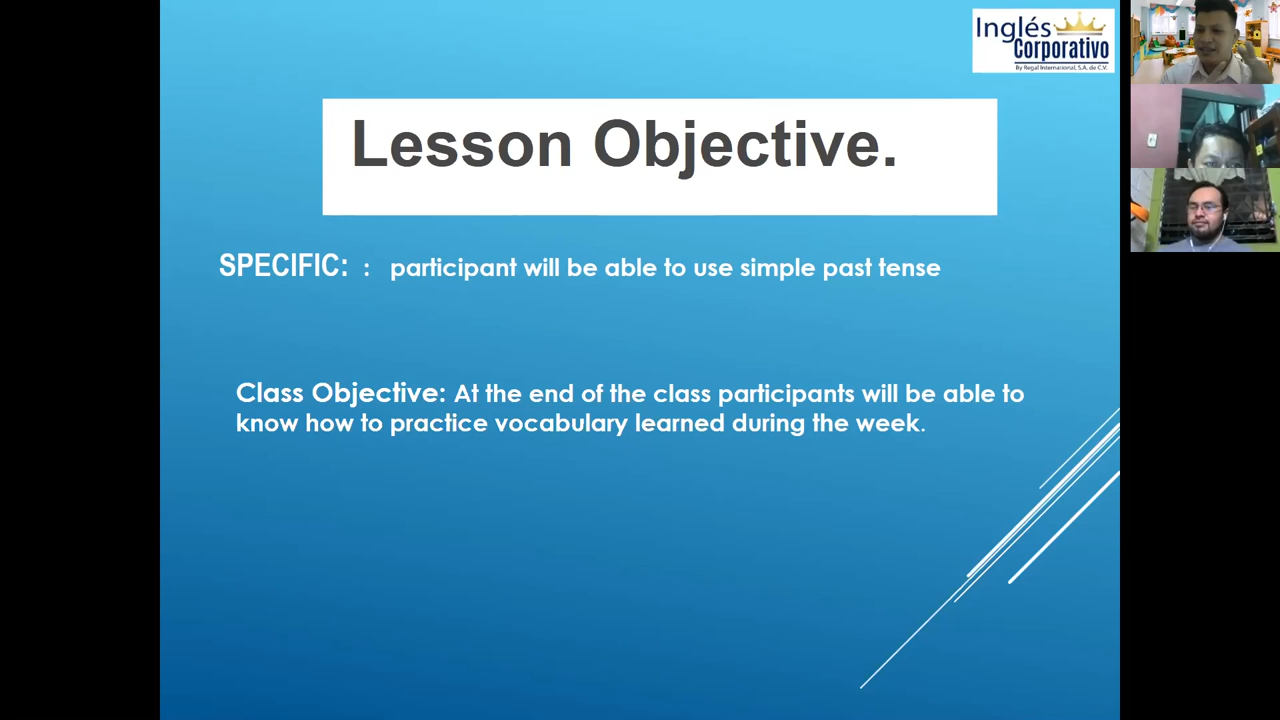 Inglés
Corporativo
By Regal International, S.A. de C.V.
Lesson Objective.
SPECIFIC: : participant will be able to use simple past tense
Class Objective: At the end of the class participants will be able to
know how to practice vocabulary learned during the week.